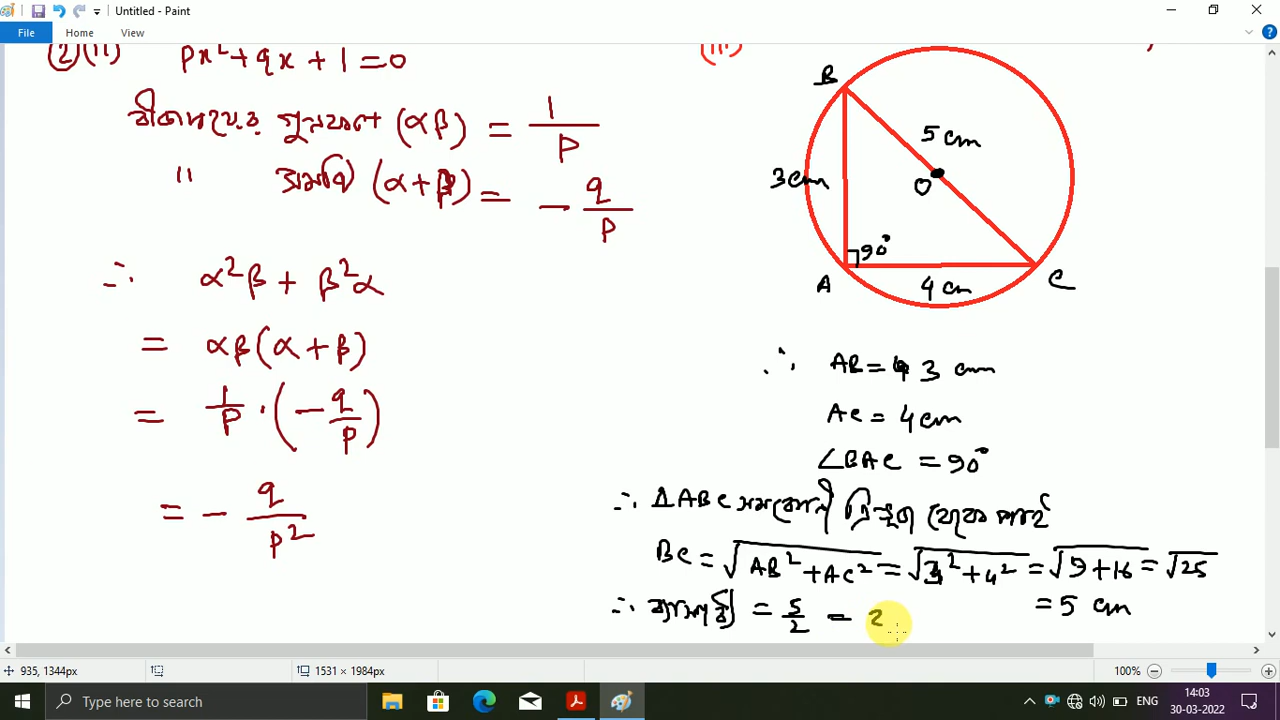 Untitled - Paint
File Home View
②(ii) px²+qx+1=0
বীজদ্বয়ের গুণফল (αβ) = 1/p
" সমষ্টি (α+β) = - q/p
∴ α²β + β²α
= αβ(α+β)
= 1/p · (- q/p)
= - q/p²
(iii)
B
5 cm
3cm
O
90°
A
4 cm
C
∴ AB = 3 cm
AC = 4cm
∠BAC = 90°
∴ ΔABC সমকোণী ত্রিভুজ থেকে পাই
BC = √AB²+AC² = √3²+4² = √9+16 = √25
= 5 cm
∴ ব্যাসার্ধ = 5/2 = 2
935, 1344px
1531 × 1984px
100%
Type here to search
ENG
14:03
30-03-2022